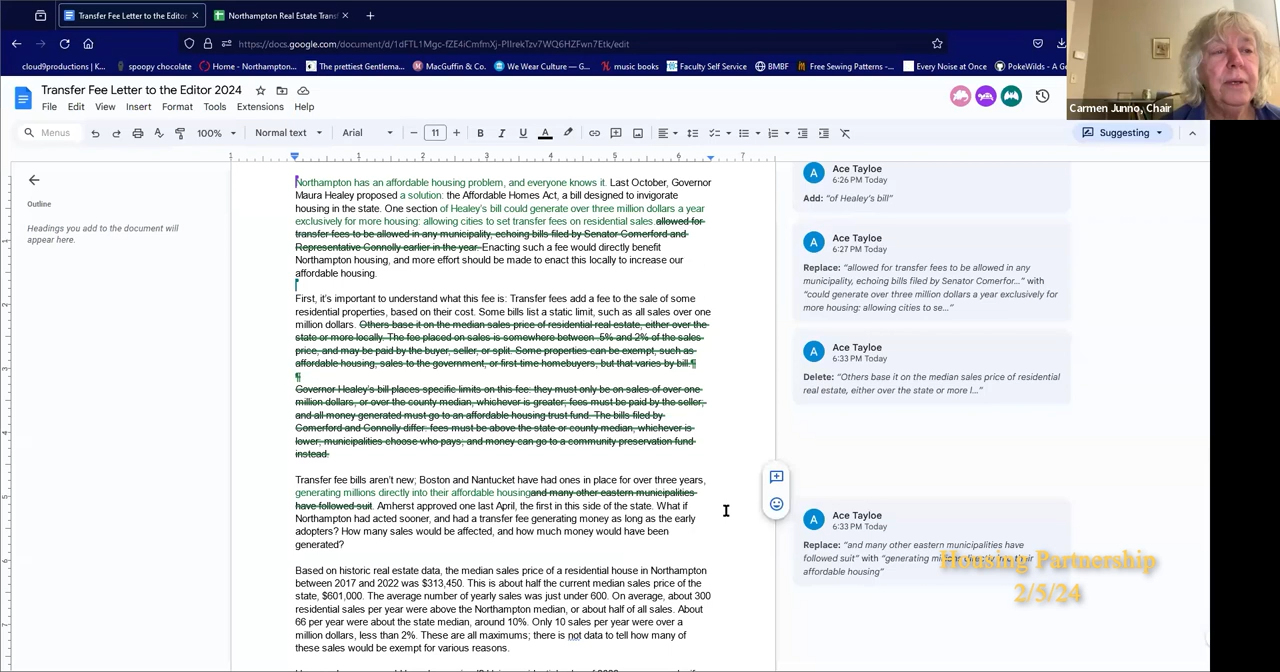 Transfer Fee Letter to the Editor
Northampton Real Estate Transf
https://docs.google.com/document/d/1dFTL1Mgc-fZE4iCmfmXj-PIIrekTzv7WQ6HZFwn7Etk/edit
cloud9productions | K...
spoopy chocolate
Home - Northampton...
The prettiest Gentlema...
MacGuffin & Co.
We Wear Culture — G...
music books
Faculty Self Service
BMBF
Free Sewing Patterns -...
Every Noise at Once
PokeWilds - A G
Transfer Fee Letter to the Editor 2024
File Edit View Insert Format Tools Extensions Help
Menus
100%
Normal text
Arial
11
Suggesting
Carmen Junno, Chair
1 1 2 3 4 5 6 7
Outline
Headings you add to the document will
appear here.
Northampton has an affordable housing problem, and everyone knows it. Last October, Governor
Maura Healey proposed a solution: the Affordable Homes Act, a bill designed to invigorate
housing in the state. One section of Healey's bill could generate over three million dollars a year
exclusively for more housing: allowing cities to set transfer fees on residential sales allowed for
transfer fees to be allowed in any municipality, echoing bills filed by Senator Comerford and
Representative Connolly earlier in the year. Enacting such a fee would directly benefit
Northampton housing, and more effort should be made to enact this locally to increase our
affordable housing.
First, it's important to understand what this fee is: Transfer fees add a fee to the sale of some
residential properties, based on their cost. Some bills list a static limit, such as all sales over one
million dollars. Others base it on the median sales price of residential real estate, either over the
state or more locally. The fee placed on sales is somewhere between .5% and 2% of the sales
price, and may be paid by the buyer, seller, or split. Some properties can be exempt, such as
affordable housing, sales to the government, or first-time homebuyers, but that varies by bill.¶
¶
Governor Healey's bill places specific limits on this fee: they must only be on sales of over one
million dollars, or over the county median, whichever is greater; fees must be paid by the seller;
and all money generated must go to an affordable housing trust fund. The bills filed by
Comerford and Connolly differ: fees must be above the state or county median, whichever is
lower; municipalities choose who pays; and money can go to a community preservation fund
instead.
Transfer fee bills aren't new; Boston and Nantucket have had ones in place for over three years,
generating millions directly into their affordable housingand many other eastern municipalities
have followed suit. Amherst approved one last April, the first in this side of the state. What if
Northampton had acted sooner, and had a transfer fee generating money as long as the early
adopters? How many sales would be affected, and how much money would have been
generated?
Based on historic real estate data, the median sales price of a residential house in Northampton
between 2017 and 2022 was $313,450. This is about half the current median sales price of the
state, $601,000. The average number of yearly sales was just under 600. On average, about 300
residential sales per year were above the Northampton median, or about half of all sales. About
66 per year were about the state median, around 10%. Only 10 sales per year were over a
million dollars, less than 2%. These are all maximums; there is not data to tell how many of
these sales would be exempt for various reasons.
A
Ace Tayloe
6:26 PM Today
Add: "of Healey's bill"
A
Ace Tayloe
6:27 PM Today
Replace: "allowed for transfer fees to be allowed in any
municipality, echoing bills filed by Senator Comerfor..." with
"could generate over three million dollars a year exclusively for
more housing: allowing cities to se..."
A
Ace Tayloe
6:33 PM Today
Delete: "Others base it on the median sales price of residential
real estate, either over the state or more l..."
A
Ace Tayloe
6:33 PM Today
Replace: "and many other eastern municipalities have
followed suit" with "generating millions directly into their
affordable housing"
Housing Partnership
2/5/24